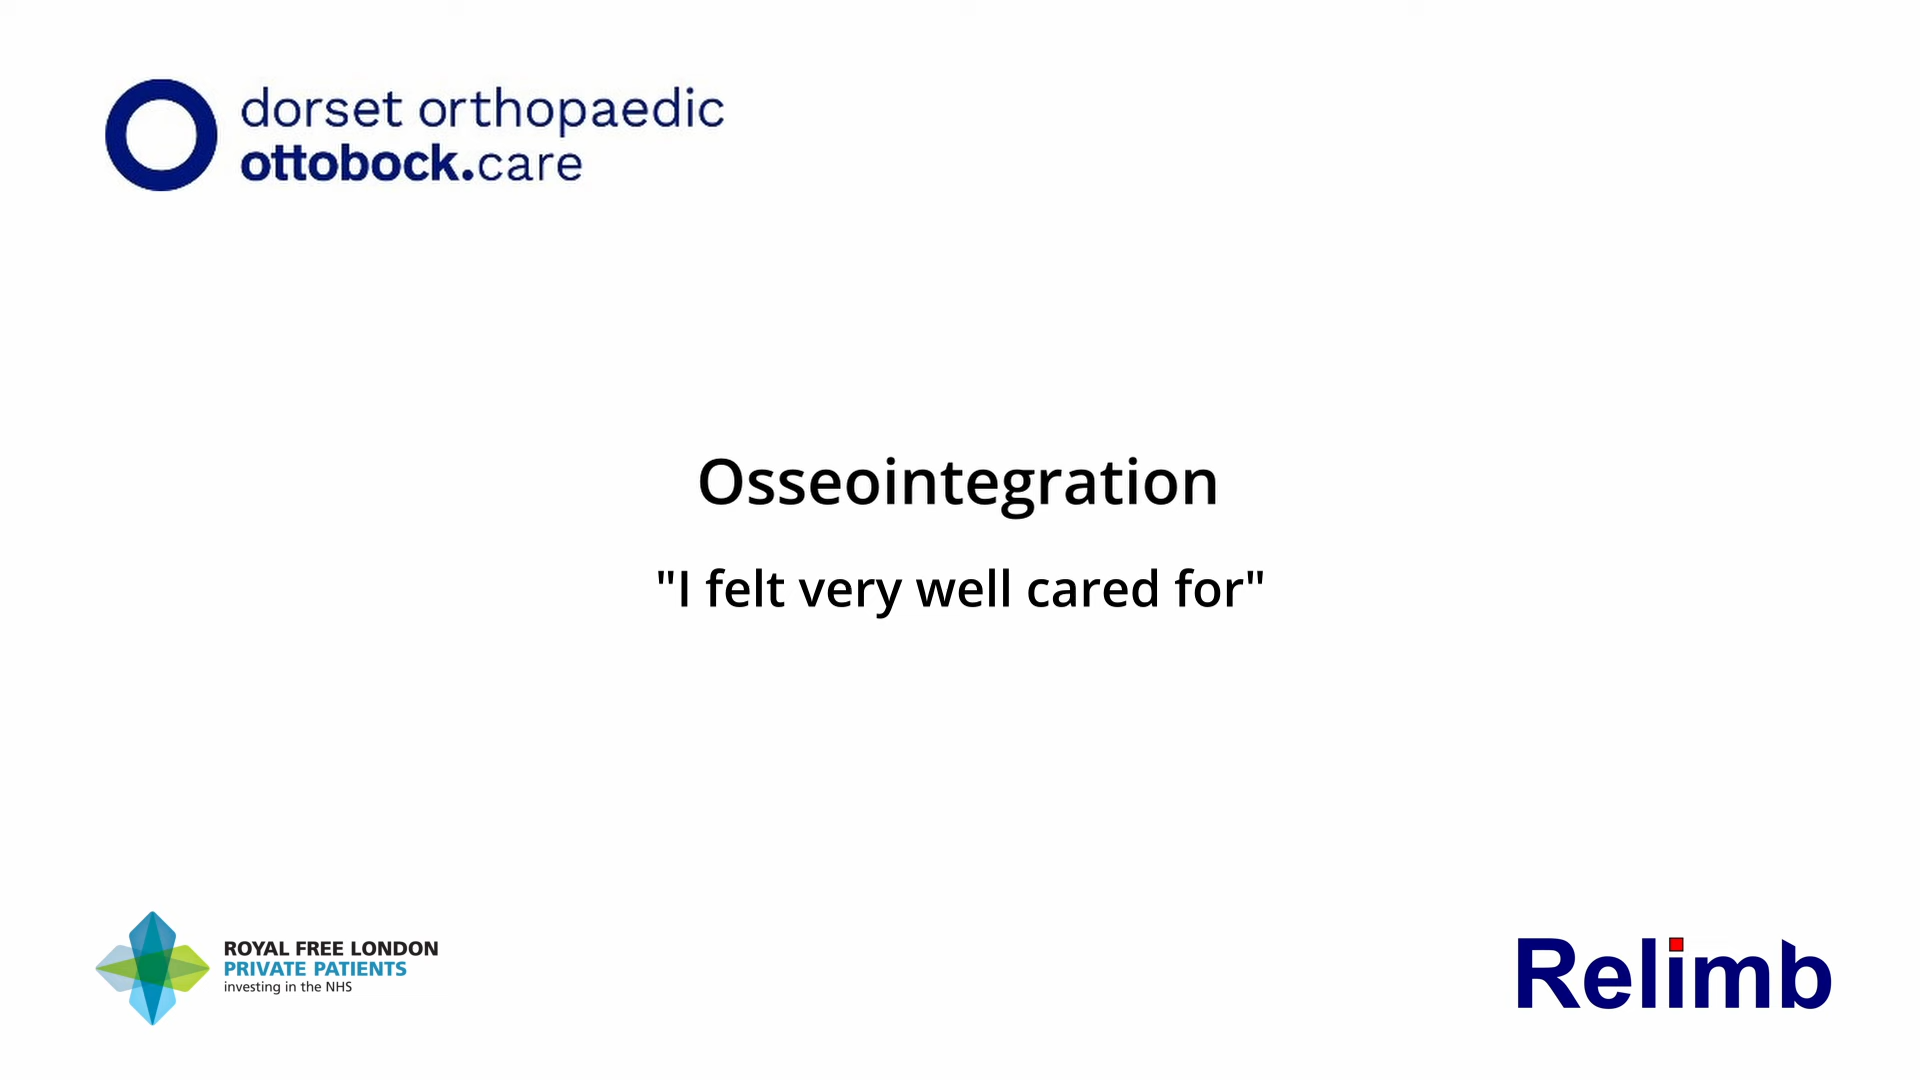 dorset orthopaedic
ottobock.care
Osseointegration
"I felt very well cared for"
ROYAL FREE LONDON
PRIVATE PATIENTS
investing in the NHS
Relimb